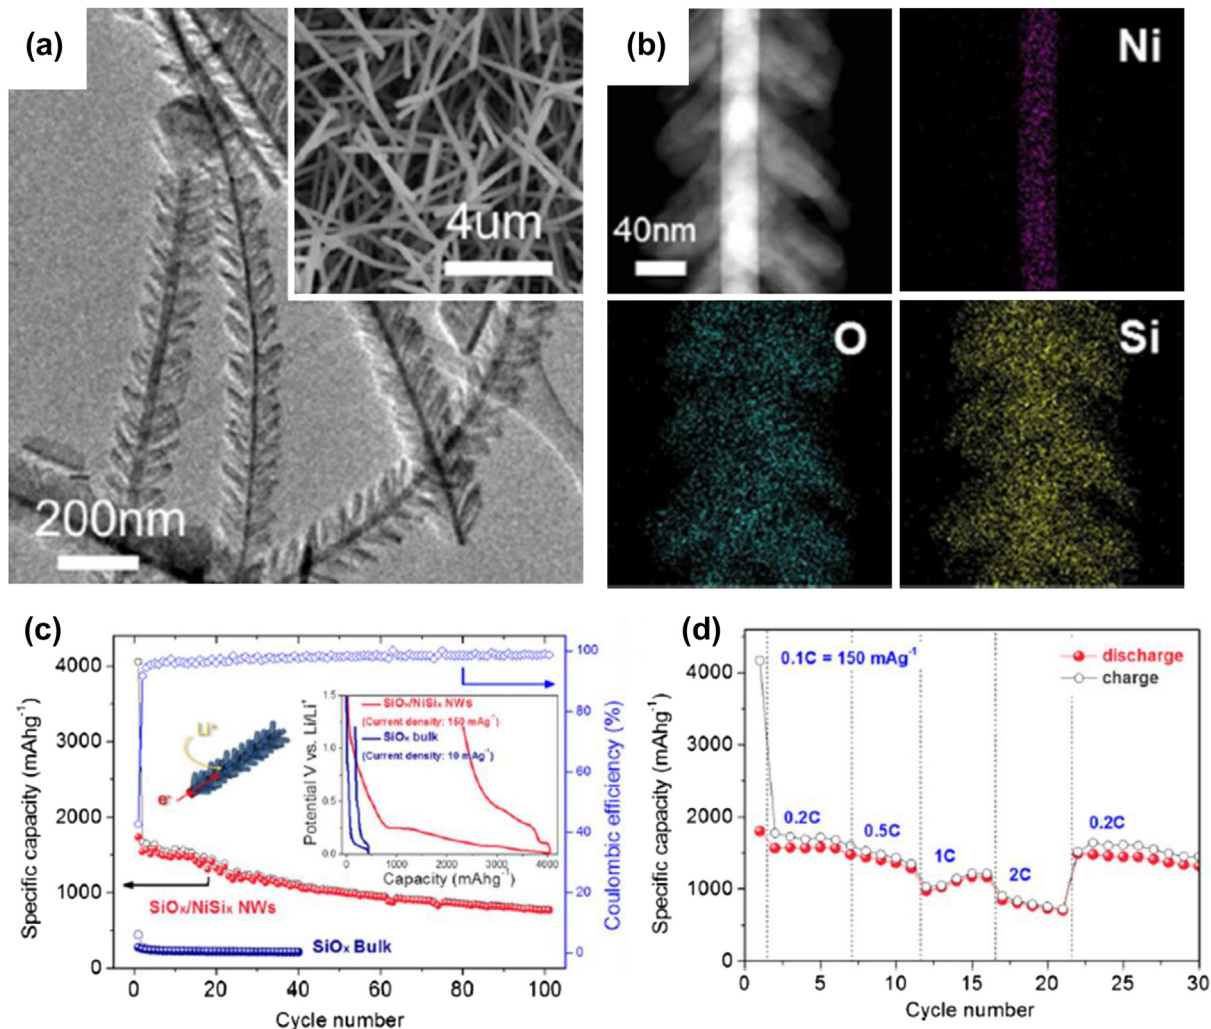 (a)
4um
200nm
(b)
40nm
Ni
O
Si
(c)
Specific capacity (mAhg⁻¹)
4000
3000
2000
1500
1000
0
100
80
60
40
20
0
Coulombic efficiency (%)
Li⁺
e⁻
SiOₓ/NiSiₓ NWs
SiOₓ Bulk
Potential V vs. Li/Li⁺
1.5
1.0
0.5
0.0
SiOₓ/NiSiₓ NWs
(Current density: 150 mAg⁻¹)
SiOₓ bulk
(Current density: 10 mAg⁻¹)
0 1000 2000 3000 4000
Capacity (mAhg⁻¹)
0 20 40 60 80 100
Cycle number
(d)
Specific capacity (mAhg⁻¹)
4000
3000
2000
1500
1000
0
0.1C = 150 mAg⁻¹
discharge
charge
0.2C
0.5C
1C
2C
0.2C
0 5 10 15 20 25 30
Cycle number